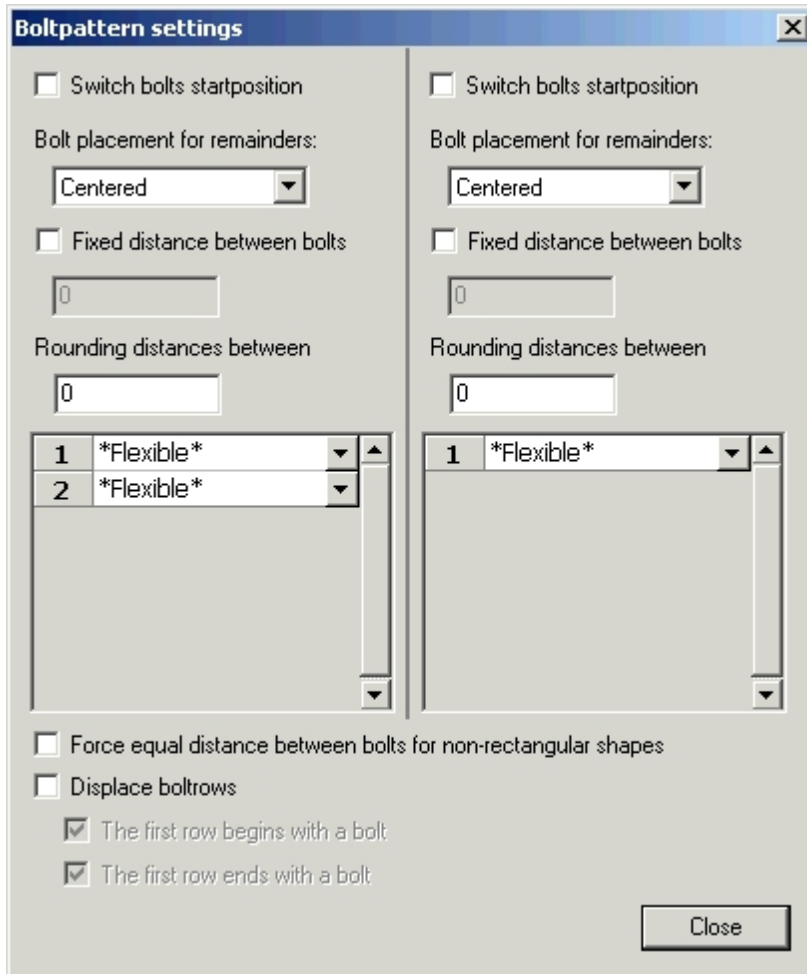 Boltpattern settings
Switch bolts startposition
Bolt placement for remainders:
Centered
Fixed distance between bolts
0
Rounding distances between
0
1 *Flexible*
2 *Flexible*
Switch bolts startposition
Bolt placement for remainders:
Centered
Fixed distance between bolts
0
Rounding distances between
0
1 *Flexible*
Force equal distance between bolts for non-rectangular shapes
Displace boltrows
The first row begins with a bolt
The first row ends with a bolt
Close